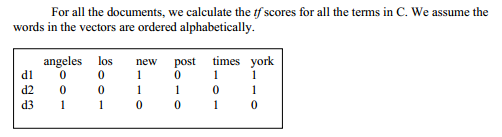 For all the documents, we calculate the tf scores for all the terms in C. We assume the
words in the vectors are ordered alphabetically.
angeles los new post times york
d1 0 0 1 0 1 1
d2 0 0 1 1 0 1
d3 1 1 0 0 1 0